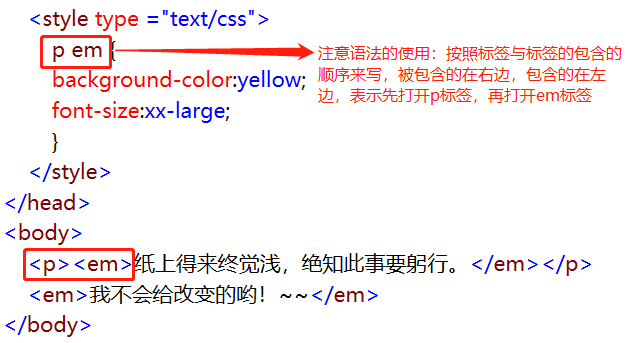 <style type ="text/css">
p em {
注意语法的使用：按照标签与标签的包含的
顺序来写，被包含的在右边，包含的在左
边，表示先打开p标签，再打开em标签
background-color:yellow;
font-size:xx-large;
}
</style>
</head>
<body>
<p><em>纸上得来终觉浅，绝知此事要躬行。</em></p>
<em>我不会给改变的哟！~~</em>
</body>